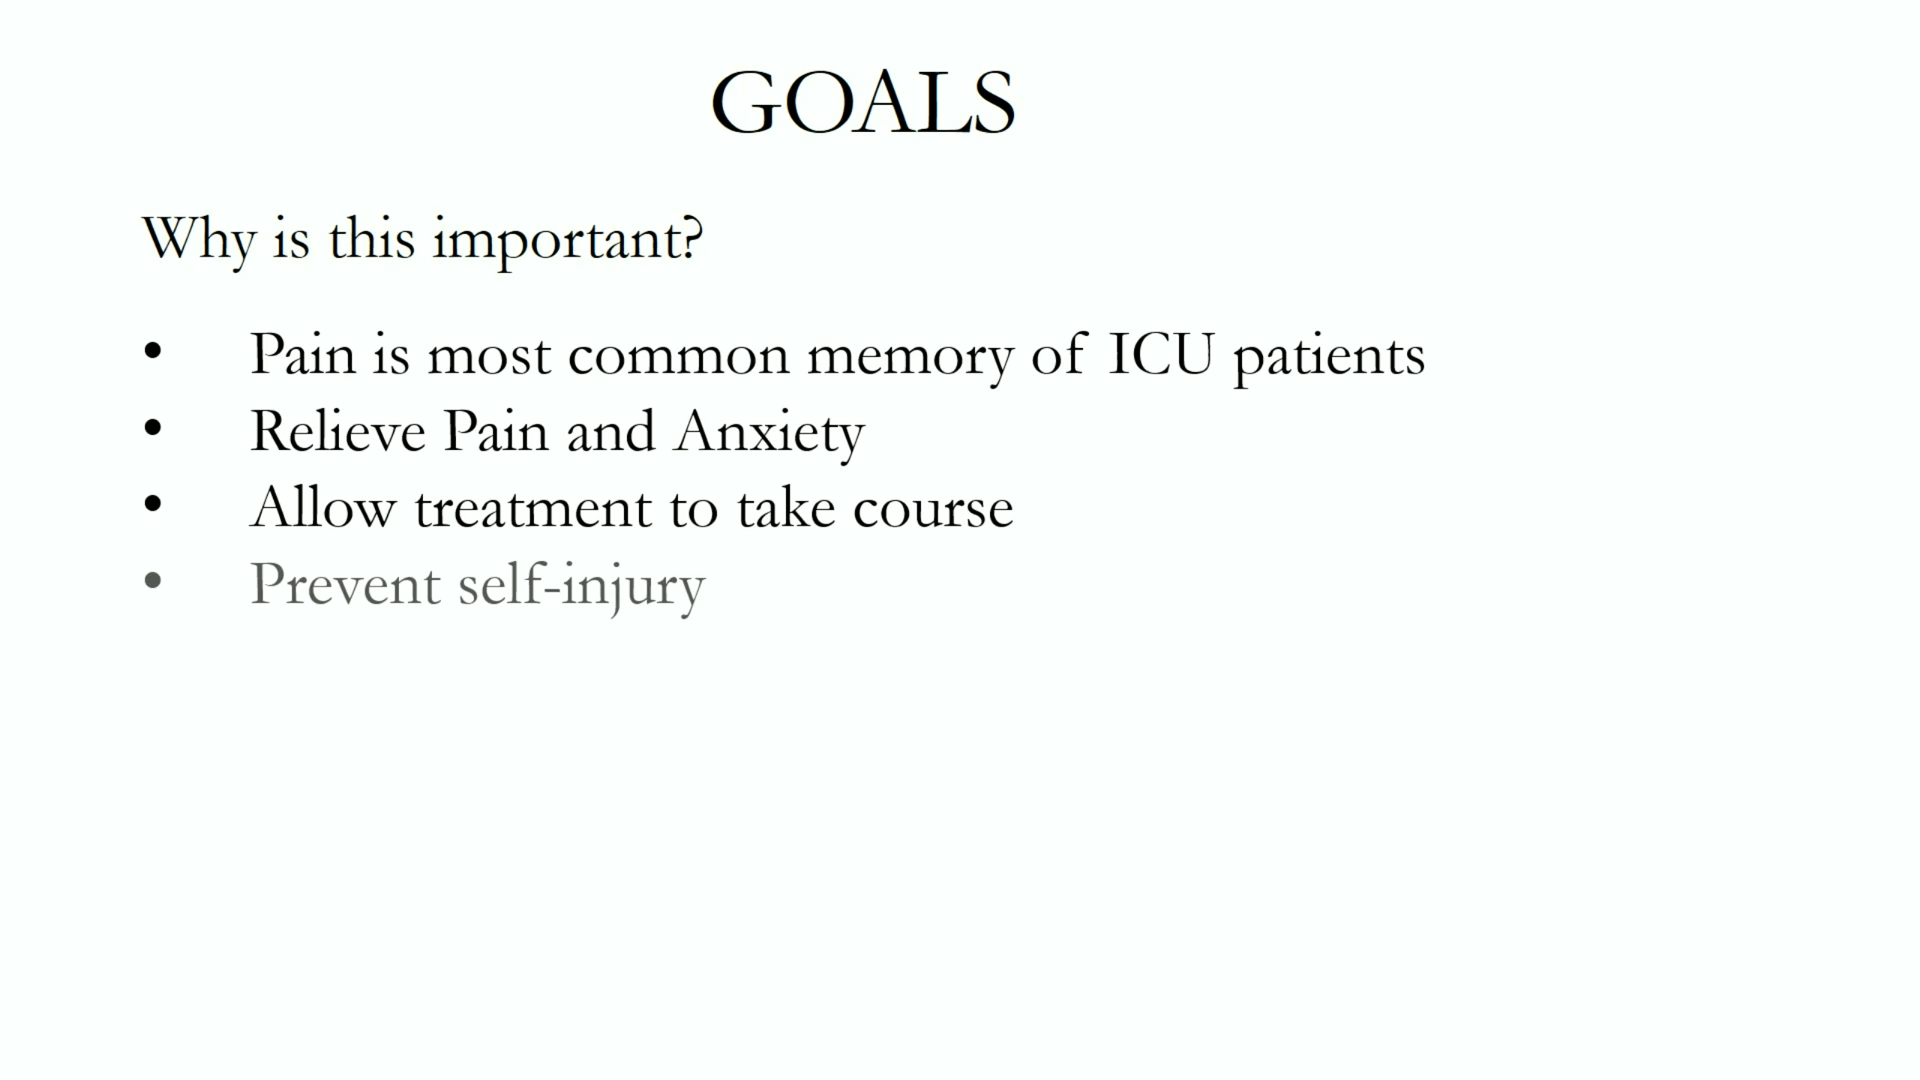 GOALS
Why is this important?
• Pain is most common memory of ICU patients
• Relieve Pain and Anxiety
• Allow treatment to take course
• Prevent self-injury